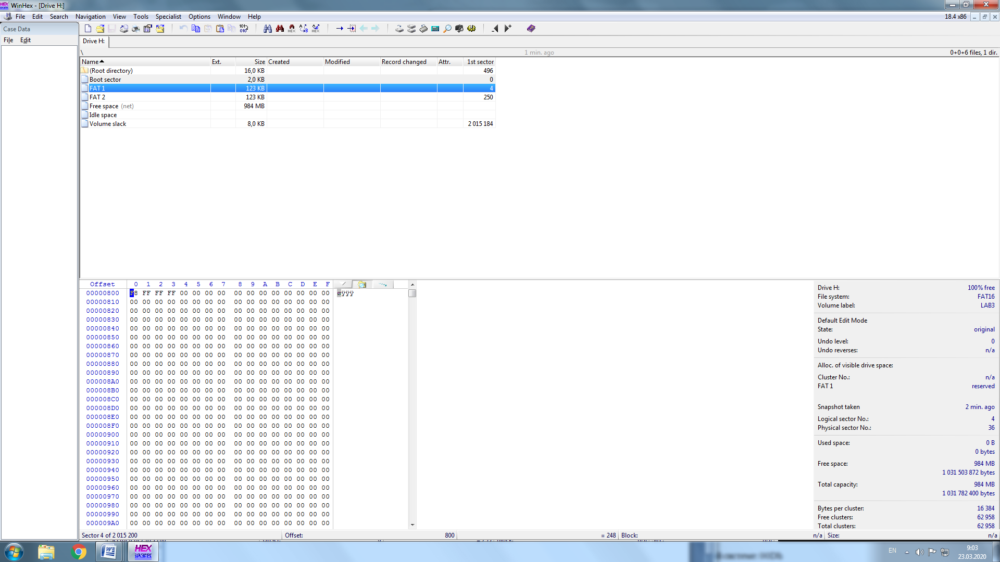 WinHex - [Drive H:]
File Edit Search Navigation View Tools Specialist Options Window Help 18.4 x86
Case Data
File Edit
Drive H:
\ 1 min. ago 0+0+6 files, 1 dir.
Name Ext. Size Created Modified Record changed Attr. 1st sector
(Root directory) 16,0 KB 496
Boot sector 2,0 KB 0
FAT 1 123 KB 4
FAT 2 123 KB 250
Free space (net) 984 MB
Idle space
Volume slack 8,0 KB 2 015 184
Offset 0 1 2 3 4 5 6 7 8 9 A B C D E F
00000800 F8 FF FF FF 00 00 00 00 00 00 00 00 00 00 00 00 øÿÿÿ
00000810 00 00 00 00 00 00 00 00 00 00 00 00 00 00 00 00
00000820 00 00 00 00 00 00 00 00 00 00 00 00 00 00 00 00
00000830 00 00 00 00 00 00 00 00 00 00 00 00 00 00 00 00
00000840 00 00 00 00 00 00 00 00 00 00 00 00 00 00 00 00
00000850 00 00 00 00 00 00 00 00 00 00 00 00 00 00 00 00
00000860 00 00 00 00 00 00 00 00 00 00 00 00 00 00 00 00
00000870 00 00 00 00 00 00 00 00 00 00 00 00 00 00 00 00
00000880 00 00 00 00 00 00 00 00 00 00 00 00 00 00 00 00
00000890 00 00 00 00 00 00 00 00 00 00 00 00 00 00 00 00
000008A0 00 00 00 00 00 00 00 00 00 00 00 00 00 00 00 00
000008B0 00 00 00 00 00 00 00 00 00 00 00 00 00 00 00 00
000008C0 00 00 00 00 00 00 00 00 00 00 00 00 00 00 00 00
000008D0 00 00 00 00 00 00 00 00 00 00 00 00 00 00 00 00
000008E0 00 00 00 00 00 00 00 00 00 00 00 00 00 00 00 00
000008F0 00 00 00 00 00 00 00 00 00 00 00 00 00 00 00 00
00000900 00 00 00 00 00 00 00 00 00 00 00 00 00 00 00 00
00000910 00 00 00 00 00 00 00 00 00 00 00 00 00 00 00 00
00000920 00 00 00 00 00 00 00 00 00 00 00 00 00 00 00 00
00000930 00 00 00 00 00 00 00 00 00 00 00 00 00 00 00 00
00000940 00 00 00 00 00 00 00 00 00 00 00 00 00 00 00 00
00000950 00 00 00 00 00 00 00 00 00 00 00 00 00 00 00 00
00000960 00 00 00 00 00 00 00 00 00 00 00 00 00 00 00 00
00000970 00 00 00 00 00 00 00 00 00 00 00 00 00 00 00 00
00000980 00 00 00 00 00 00 00 00 00 00 00 00 00 00 00 00
00000990 00 00 00 00 00 00 00 00 00 00 00 00 00 00 00 00
000009A0 00 00 00 00 00 00 00 00 00 00 00 00 00 00 00 00
Drive H: 100% free
File system: FAT16
Volume label: LAB3
Default Edit Mode
State: original
Undo level: 0
Undo reverses: n/a
Alloc. of visible drive space:
Cluster No.: n/a
FAT 1 reserved
Snapshot taken 2 min. ago
Logical sector No.: 4
Physical sector No.: 36
Used space: 0 B
0 bytes
Free space: 984 MB
1 031 503 872 bytes
Total capacity: 984 MB
1 031 782 400 bytes
Bytes per cluster: 16 384
Free clusters: 62 958
Total clusters: 62 958
Sector 4 of 2 015 200 Offset: 800 = 248 Block: n/a Size: n/a
HEX
EN 9:03
23.03.2020